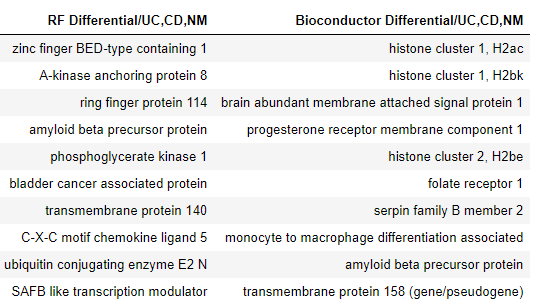 RF Differential/UC,CD,NM Bioconductor Differential/UC,CD,NM
zinc finger BED-type containing 1 histone cluster 1, H2ac
A-kinase anchoring protein 8 histone cluster 1, H2bk
ring finger protein 114 brain abundant membrane attached signal protein 1
amyloid beta precursor protein progesterone receptor membrane component 1
phosphoglycerate kinase 1 histone cluster 2, H2be
bladder cancer associated protein folate receptor 1
transmembrane protein 140 serpin family B member 2
C-X-C motif chemokine ligand 5 monocyte to macrophage differentiation associated
ubiquitin conjugating enzyme E2 N amyloid beta precursor protein
SAFB like transcription modulator transmembrane protein 158 (gene/pseudogene)